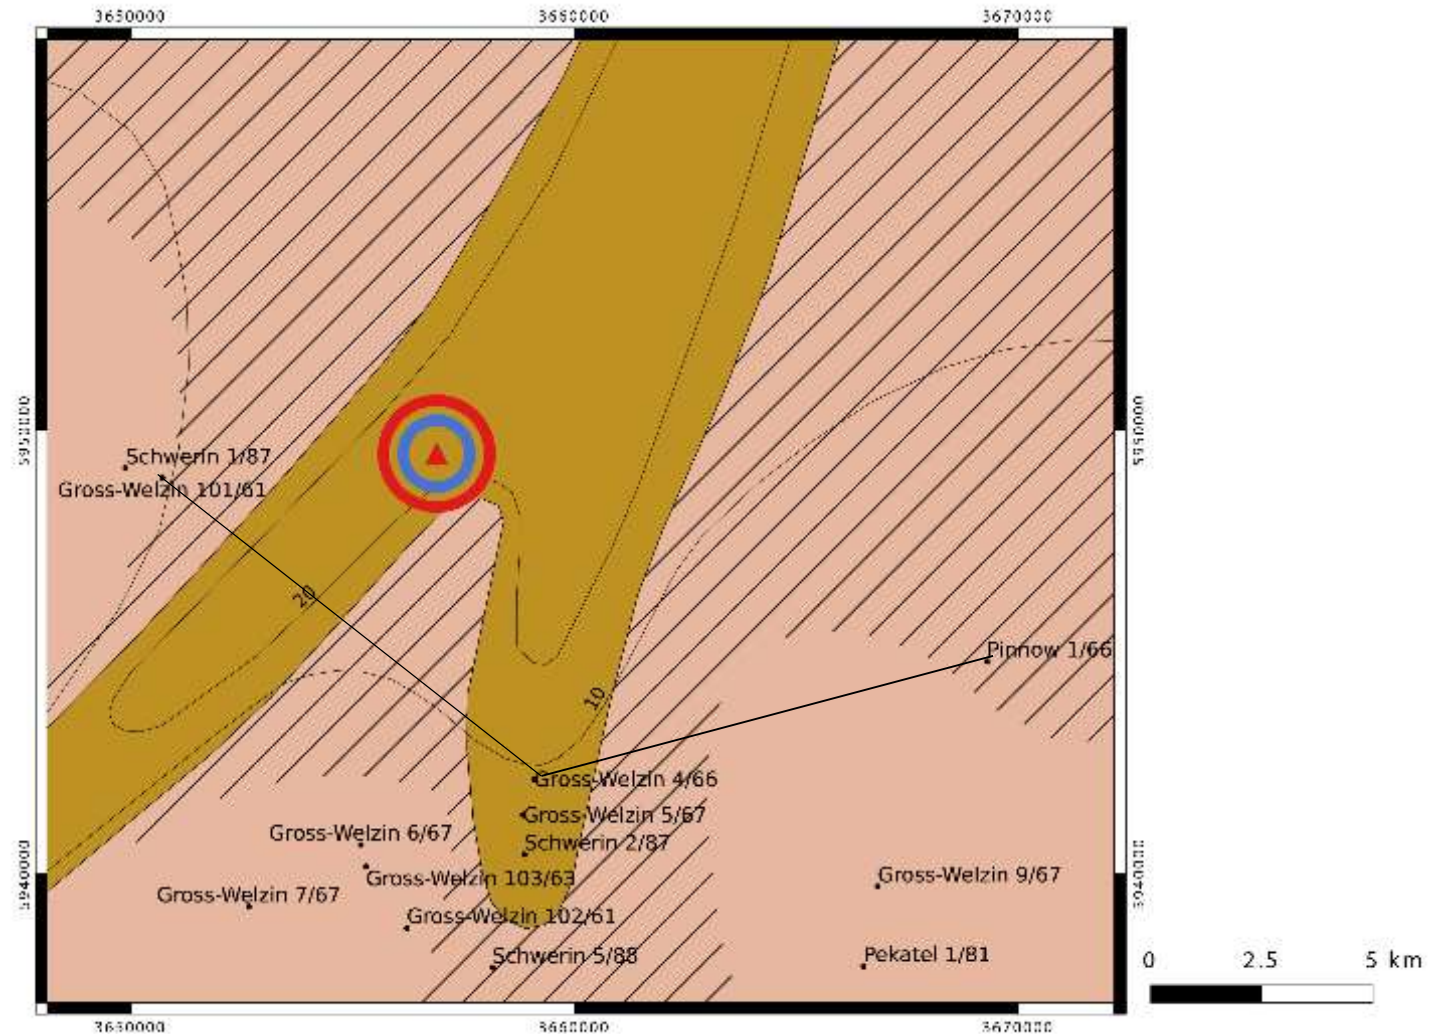 3650000 3660000 3670000
5950000 5950000
Schwerin 1/87
Gross-Welzin 101/61
20
Pinnow 1/66
10
Gross-Welzin 4/66
Gross-Welzin 5/67
Gross-Welzin 6/67
Schwerin 2/87
5940000 5940000
Gross-Welzin 103/63
Gross-Welzin 9/67
Gross-Welzin 7/67
Gross-Welzin 102/61
Schwerin 5/88
Pekatel 1/81
0 2.5 5 km
3650000 3660000 3670000